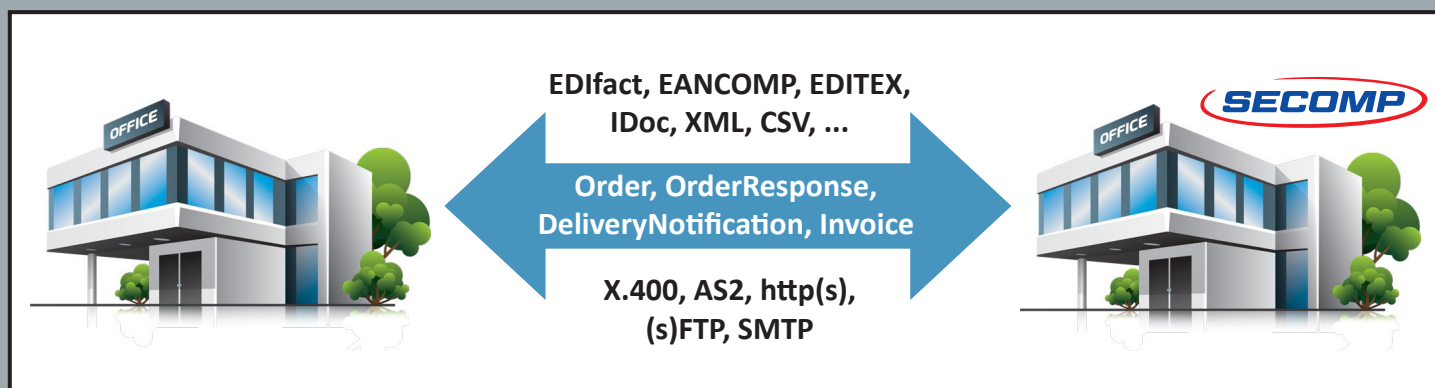 EDIfact, EANCOMP, EDITEX,
IDoc, XML, CSV, ...
OFFICE
OFFICE
SECOMP
Order, OrderResponse,
DeliveryNotification, Invoice
X.400, AS2, http(s),
(s)FTP, SMTP